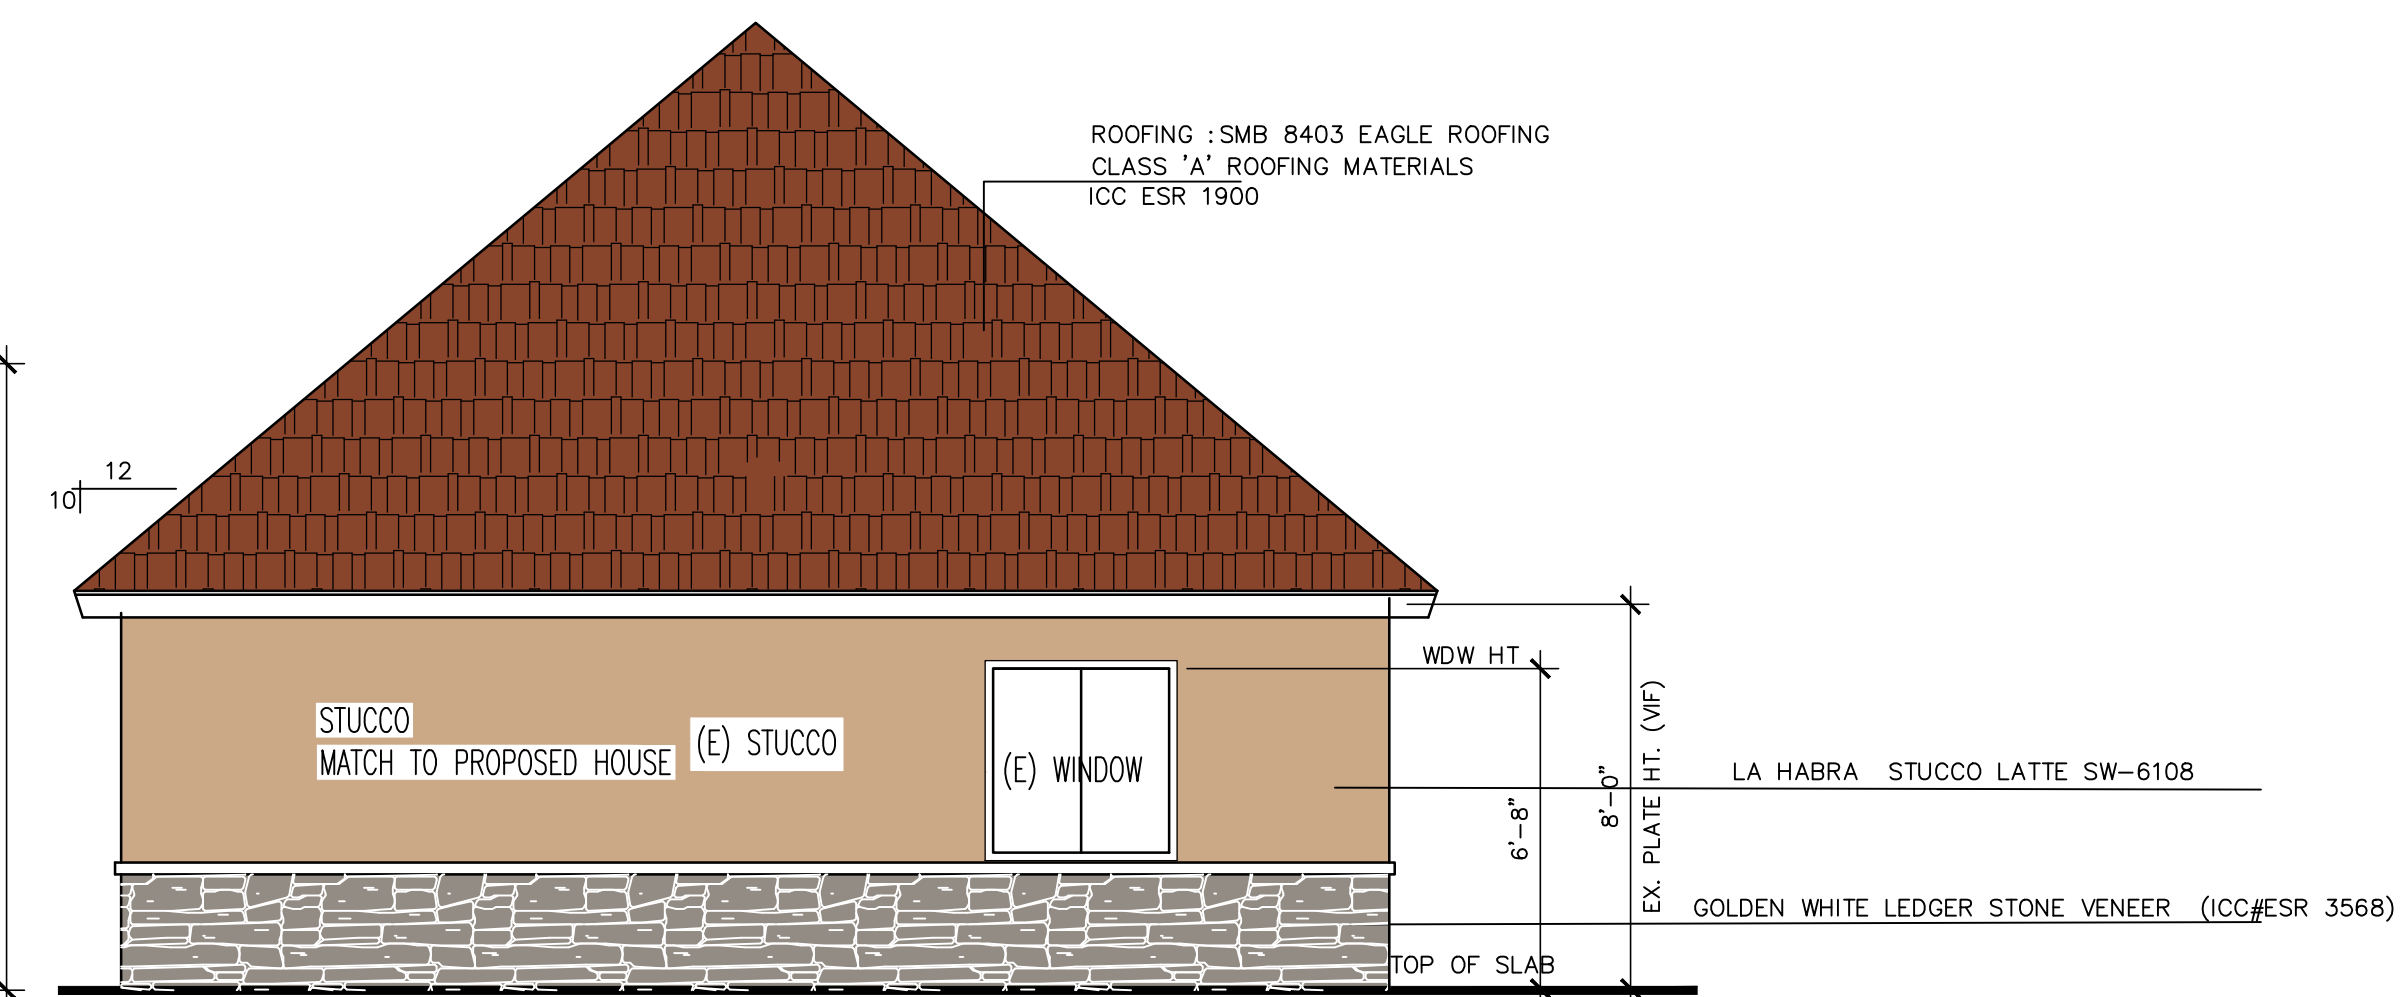 ROOFING : SMB 8403 EAGLE ROOFING
CLASS 'A' ROOFING MATERIALS
ICC ESR 1900
12
10
WDW HT
STUCCO
MATCH TO PROPOSED HOUSE
(E) STUCCO
(E) WINDOW
6'-8"
8'-0"
EX. PLATE HT. (VIF)
LA HABRA STUCCO LATTE SW-6108
GOLDEN WHITE LEDGER STONE VENEER (ICC#ESR 3568)
TOP OF SLAB